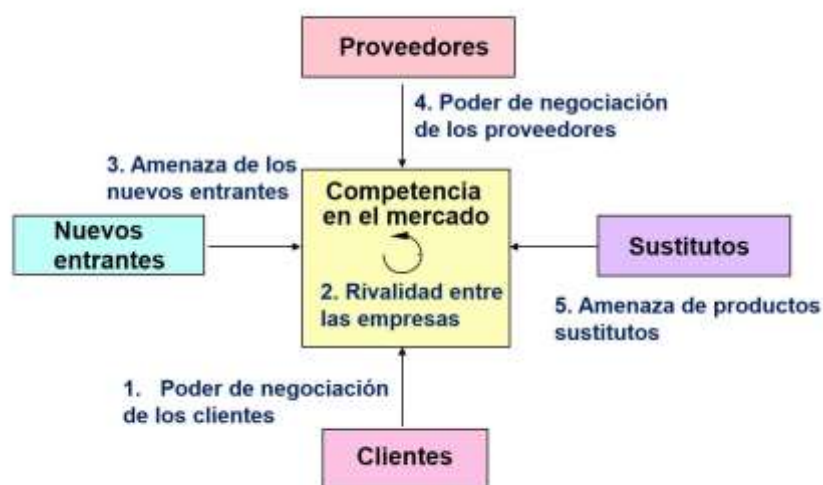 Proveedores
4. Poder de negociación
de los proveedores
3. Amenaza de los
nuevos entrantes
Competencia
en el mercado
Nuevos
entrantes
Sustitutos
2. Rivalidad entre
las empresas
5. Amenaza de productos
sustitutos
1. Poder de negociación
de los clientes
Clientes